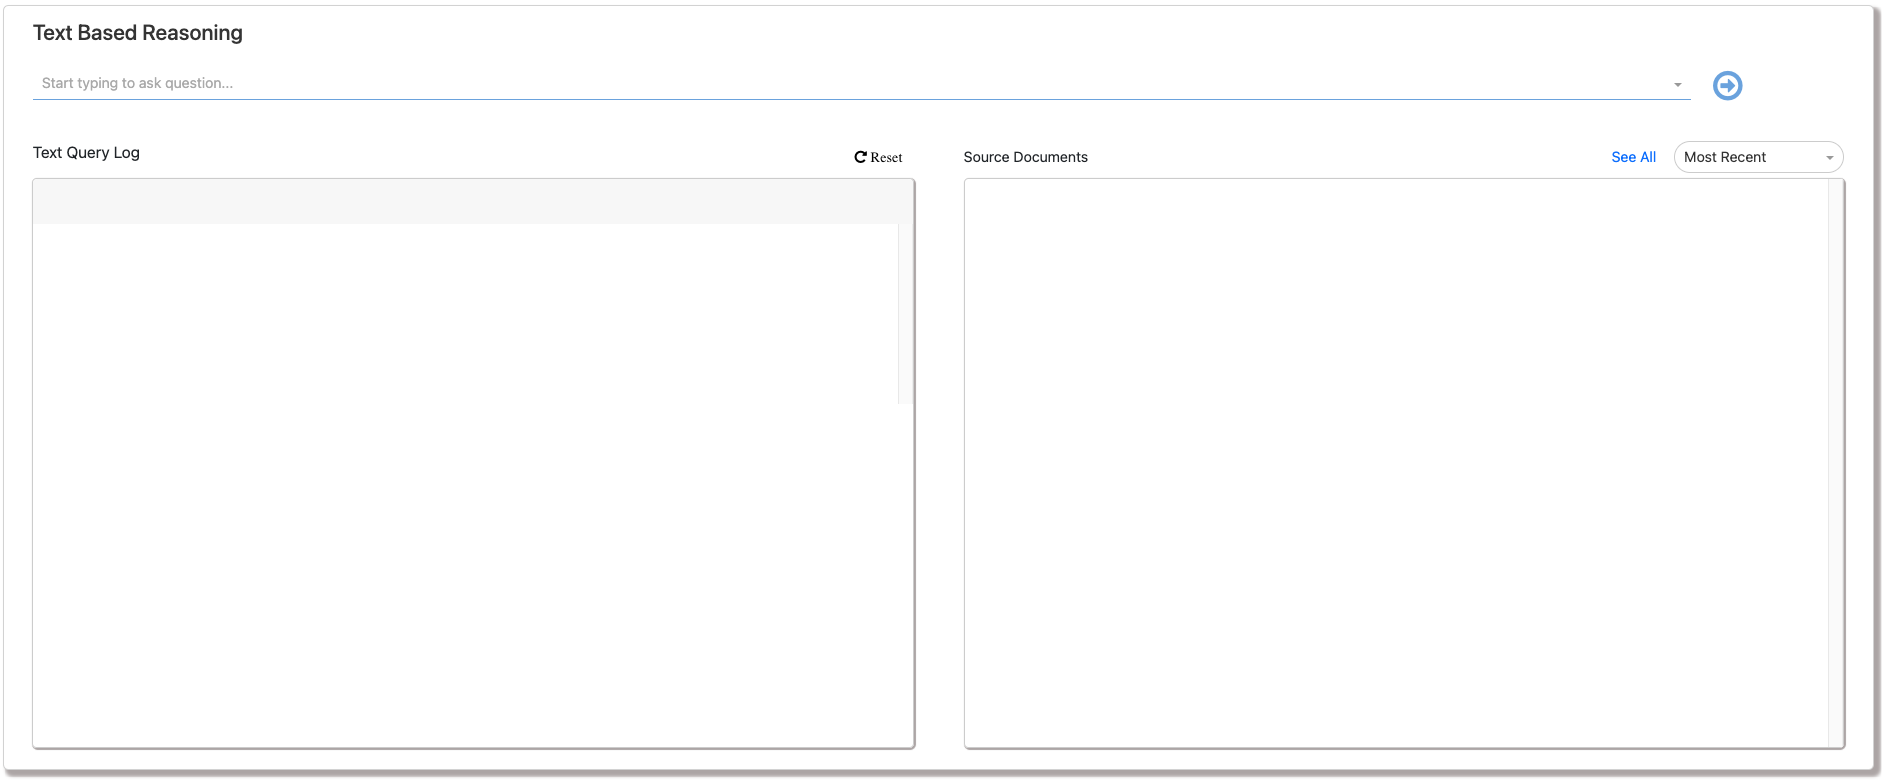 Text Based Reasoning
Start typing to ask question...
Text Query Log
Reset
Source Documents
See All
Most Recent